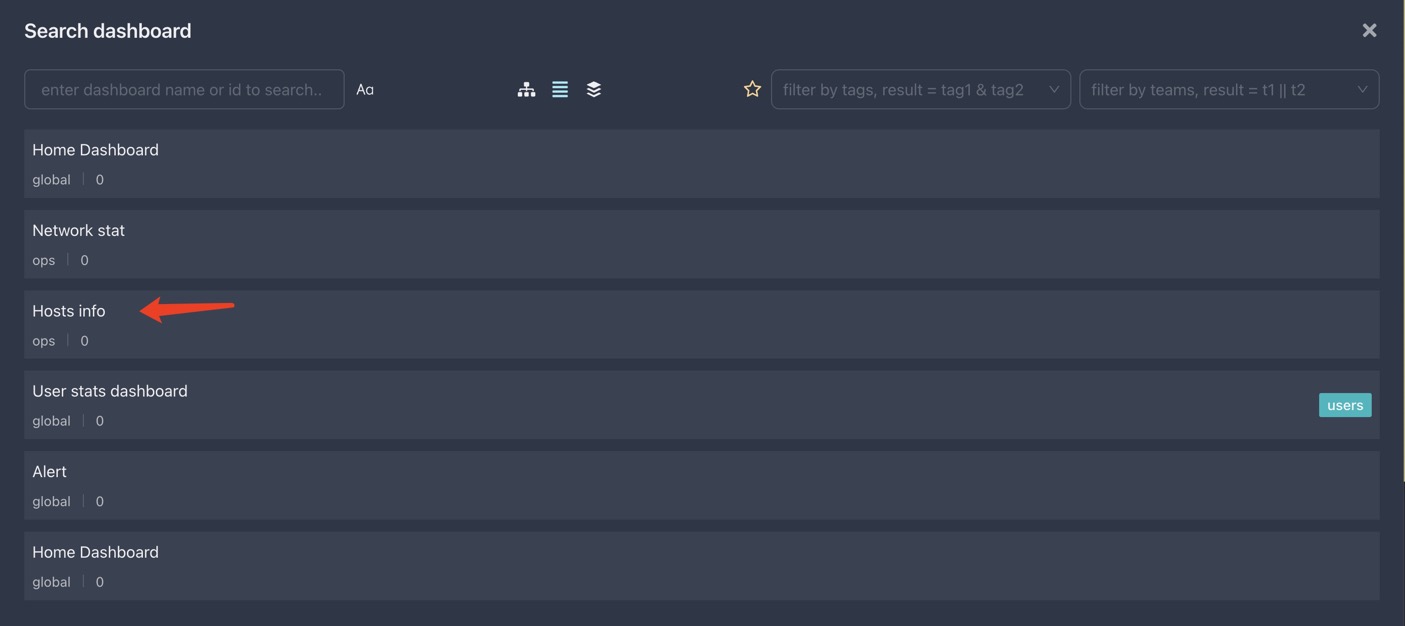 Search dashboard
enter dashboard name or id to search..
Aa
filter by tags, result = tag1 & tag2
filter by teams, result = t1 || t2
Home Dashboard
global 0
Network stat
ops 0
Hosts info
ops 0
User stats dashboard
global 0
users
Alert
global 0
Home Dashboard
global 0